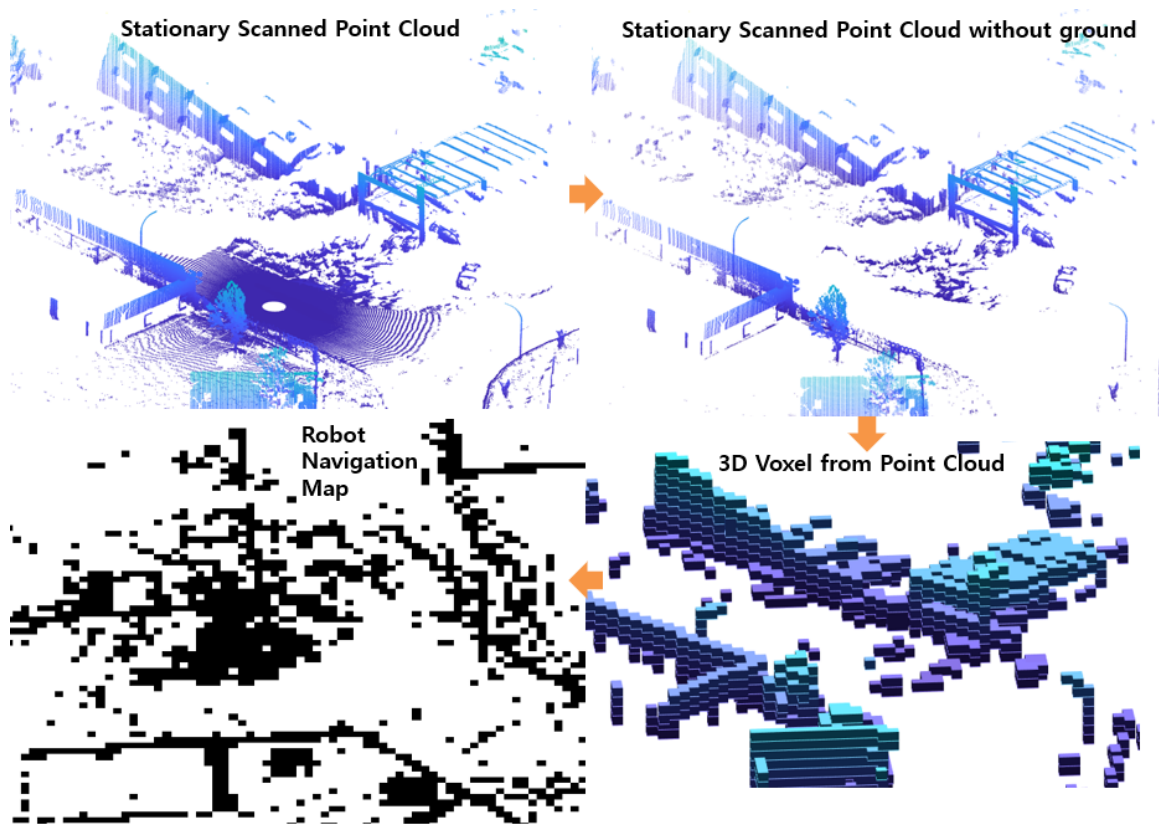 Stationary Scanned Point Cloud
Stationary Scanned Point Cloud without ground
Robot
Navigation
Map
3D Voxel from Point Cloud